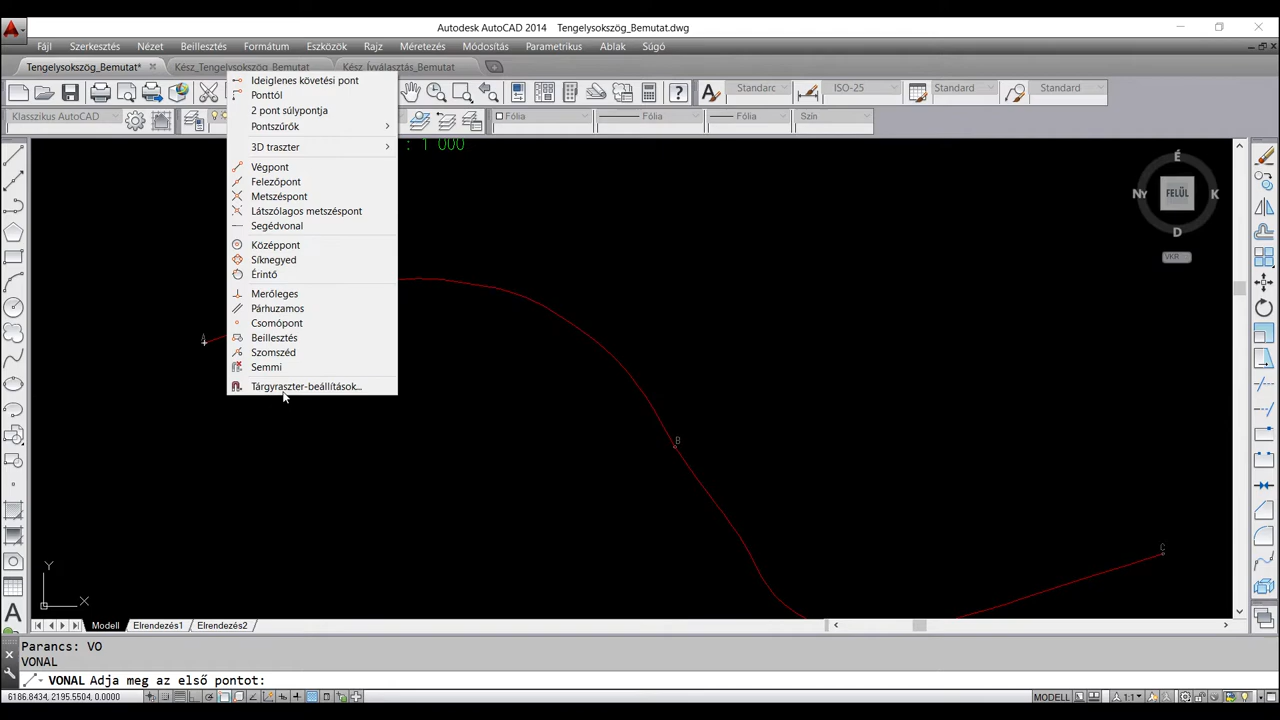 Autodesk AutoCAD 2014 Tengelysokszög_Bemutat.dwg
Fájl Szerkesztés Nézet Beillesztés Formátum Eszközök Rajz Méretezés Módosítás Parametrikus Ablak Súgó
Tengelysokszög_Bemutat* Kész_Tengelysokszög_Bemutat Kész_Ívválasztás_Bemutat
Standarc ISO-25 Standard Standard
Klasszikus AutoCAD Fólia Fólia Fólia Szín
: 1 000
Ideiglenes követési pont
Ponttól
2 pont súlypontja
Pontszűrők
3D traszter
Végpont
Felezőpont
Metszéspont
Látszólagos metszéspont
Segédvonal
Középpont
Síknegyed
Érintő
Merőleges
Párhuzamos
Csomópont
Beillesztés
Szomszéd
Semmi
Tárgyraszter-beállítások...
É
NY FELÜL K
D
VKR
A
B
C
Y
X
Modell Elrendezés1 Elrendezés2
Parancs: VO
VONAL
VONAL Adja meg az első pontot:
6186.8434, 2195.5504, 0.0000 MODELL 1:1